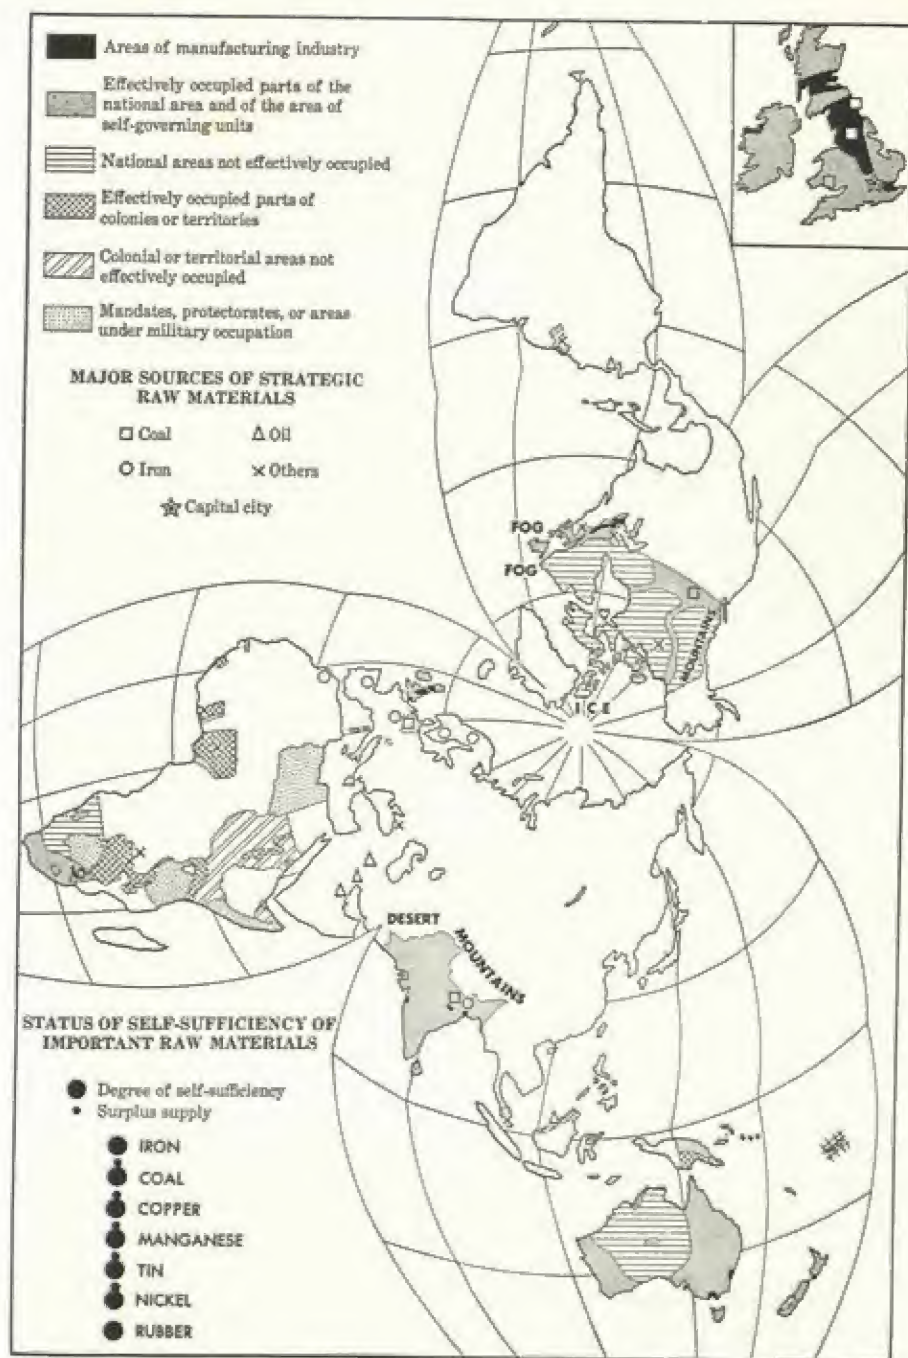 Areas of manufacturing industry
Effectively occupied parts of the
national area and of the area of
self-governing units
National areas not effectively occupied
Effectively occupied parts of
colonies or territories
Colonial or territorial areas not
effectively occupied
Mandates, protectorates, or areas
under military occupation
MAJOR SOURCES OF STRATEGIC
RAW MATERIALS
Coal
Oil
Iron
Others
Capital city
FOG
FOG
MOUNTAINS
ICE
DESERT
MOUNTAINS
STATUS OF SELF-SUFFICIENCY OF
IMPORTANT RAW MATERIALS
Degree of self-sufficiency
Surplus supply
IRON
COAL
COPPER
MANGANESE
TIN
NICKEL
RUBBER